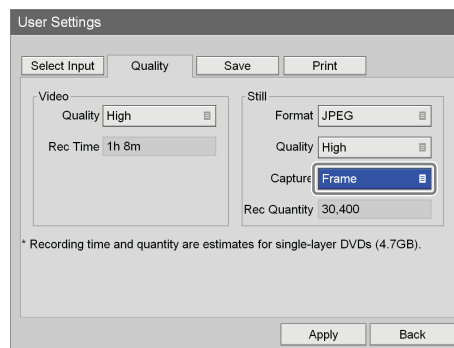 User Settings
Select Input Quality Save Print
Video
Quality High
Rec Time 1h 8m
Still
Format JPEG
Quality High
Capture Frame
Rec Quantity 30,400
* Recording time and quantity are estimates for single-layer DVDs (4.7GB).
Apply Back